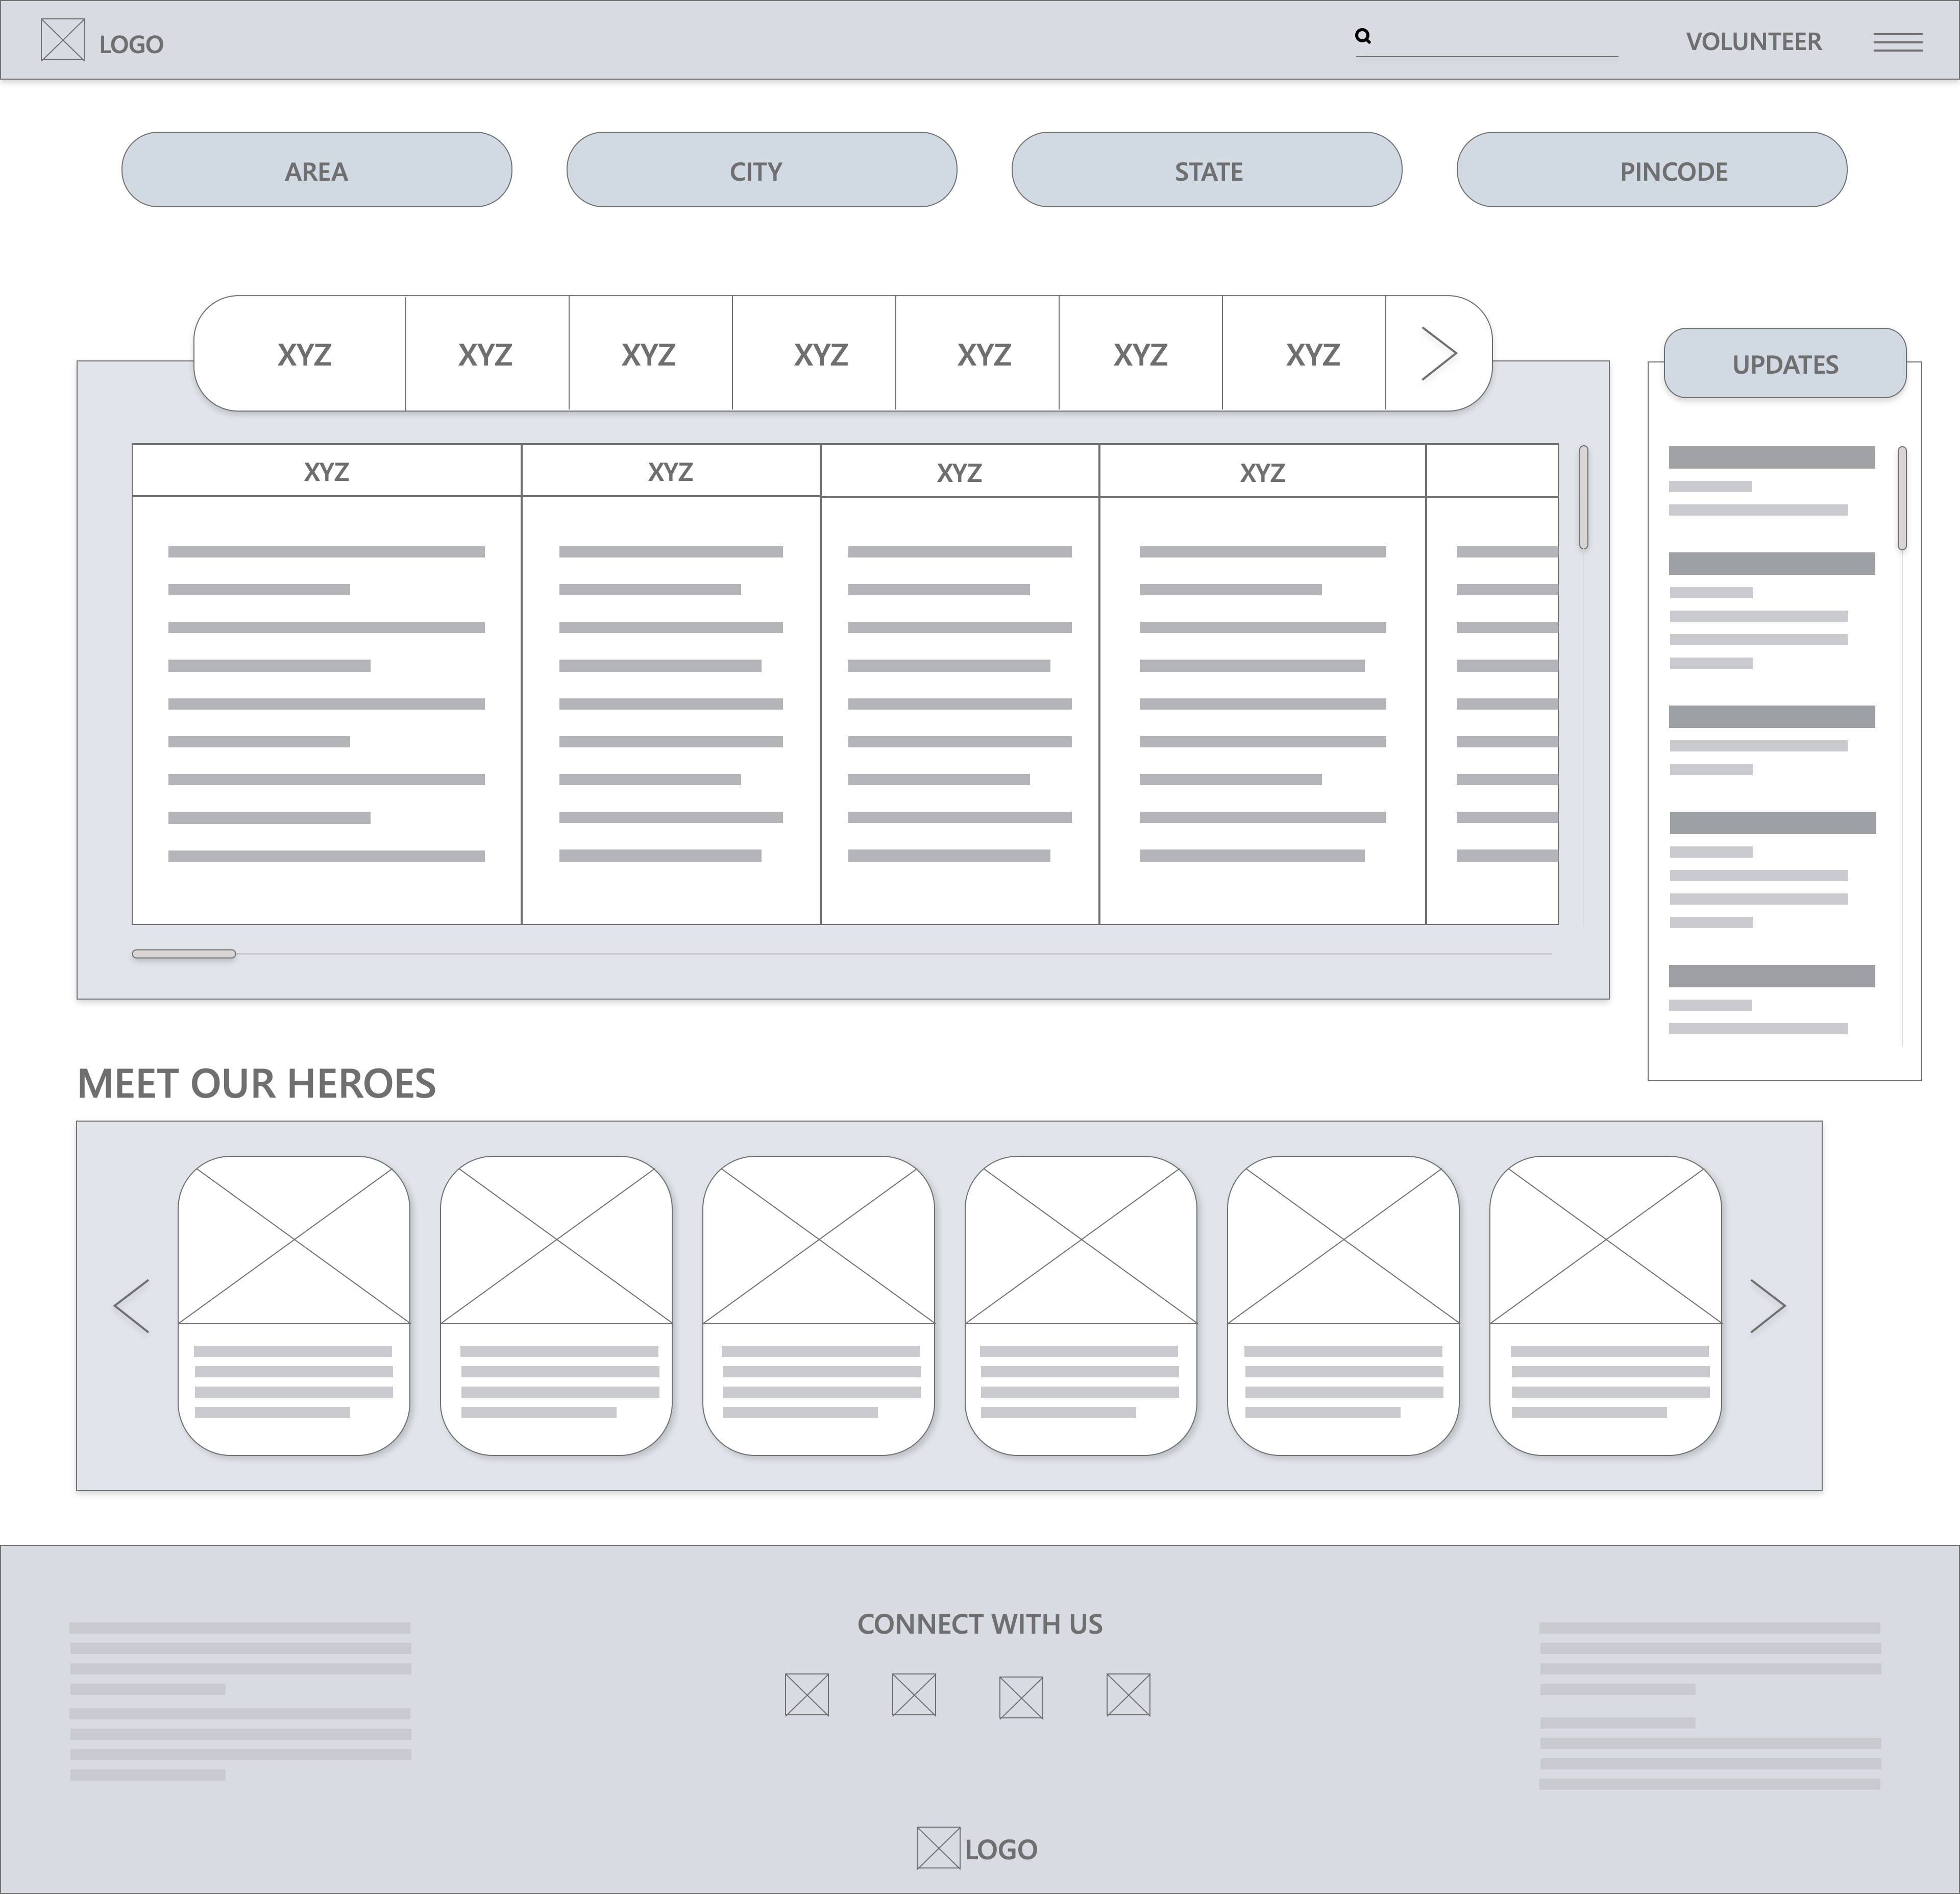 LOGO
VOLUNTEER
AREA
CITY
STATE
PINCODE
XYZ
XYZ
XYZ
XYZ
XYZ
XYZ
XYZ
UPDATES
XYZ
XYZ
XYZ
XYZ
MEET OUR HEROES
CONNECT WITH US
LOGO